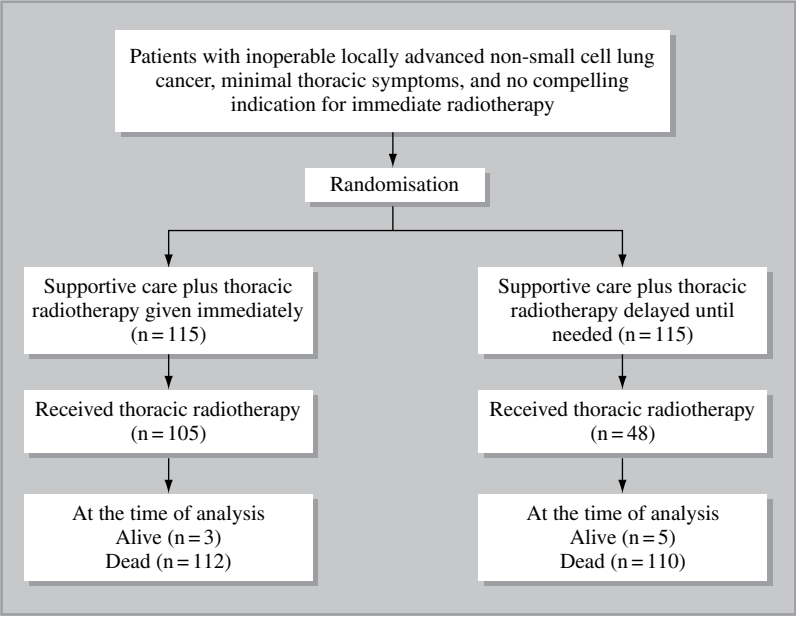 Patients with inoperable locally advanced non-small cell lung
cancer, minimal thoracic symptoms, and no compelling
indication for immediate radiotherapy
Randomisation
Supportive care plus thoracic
radiotherapy given immediately
(n = 115)
Supportive care plus thoracic
radiotherapy delayed until
needed (n = 115)
Received thoracic radiotherapy
(n = 105)
Received thoracic radiotherapy
(n = 48)
At the time of analysis
Alive (n = 3)
Dead (n = 112)
At the time of analysis
Alive (n = 5)
Dead (n = 110)